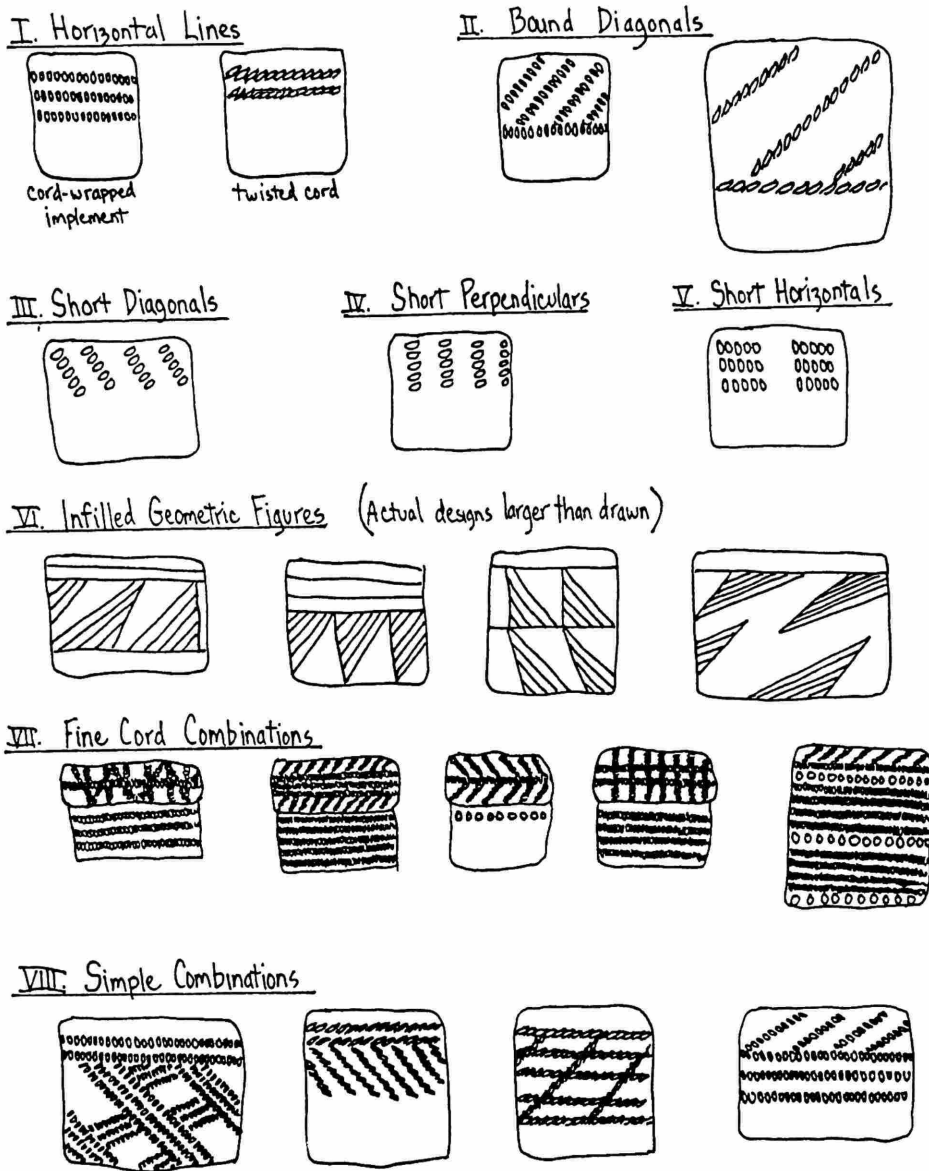 I. Horizontal Lines
II. Bound Diagonals
cord-wrapped
implement
twisted cord
III. Short Diagonals
IV. Short Perpendiculars
V. Short Horizontals
VI. Infilled Geometric Figures (Actual designs larger than drawn)
VII. Fine Cord Combinations
VIII. Simple Combinations